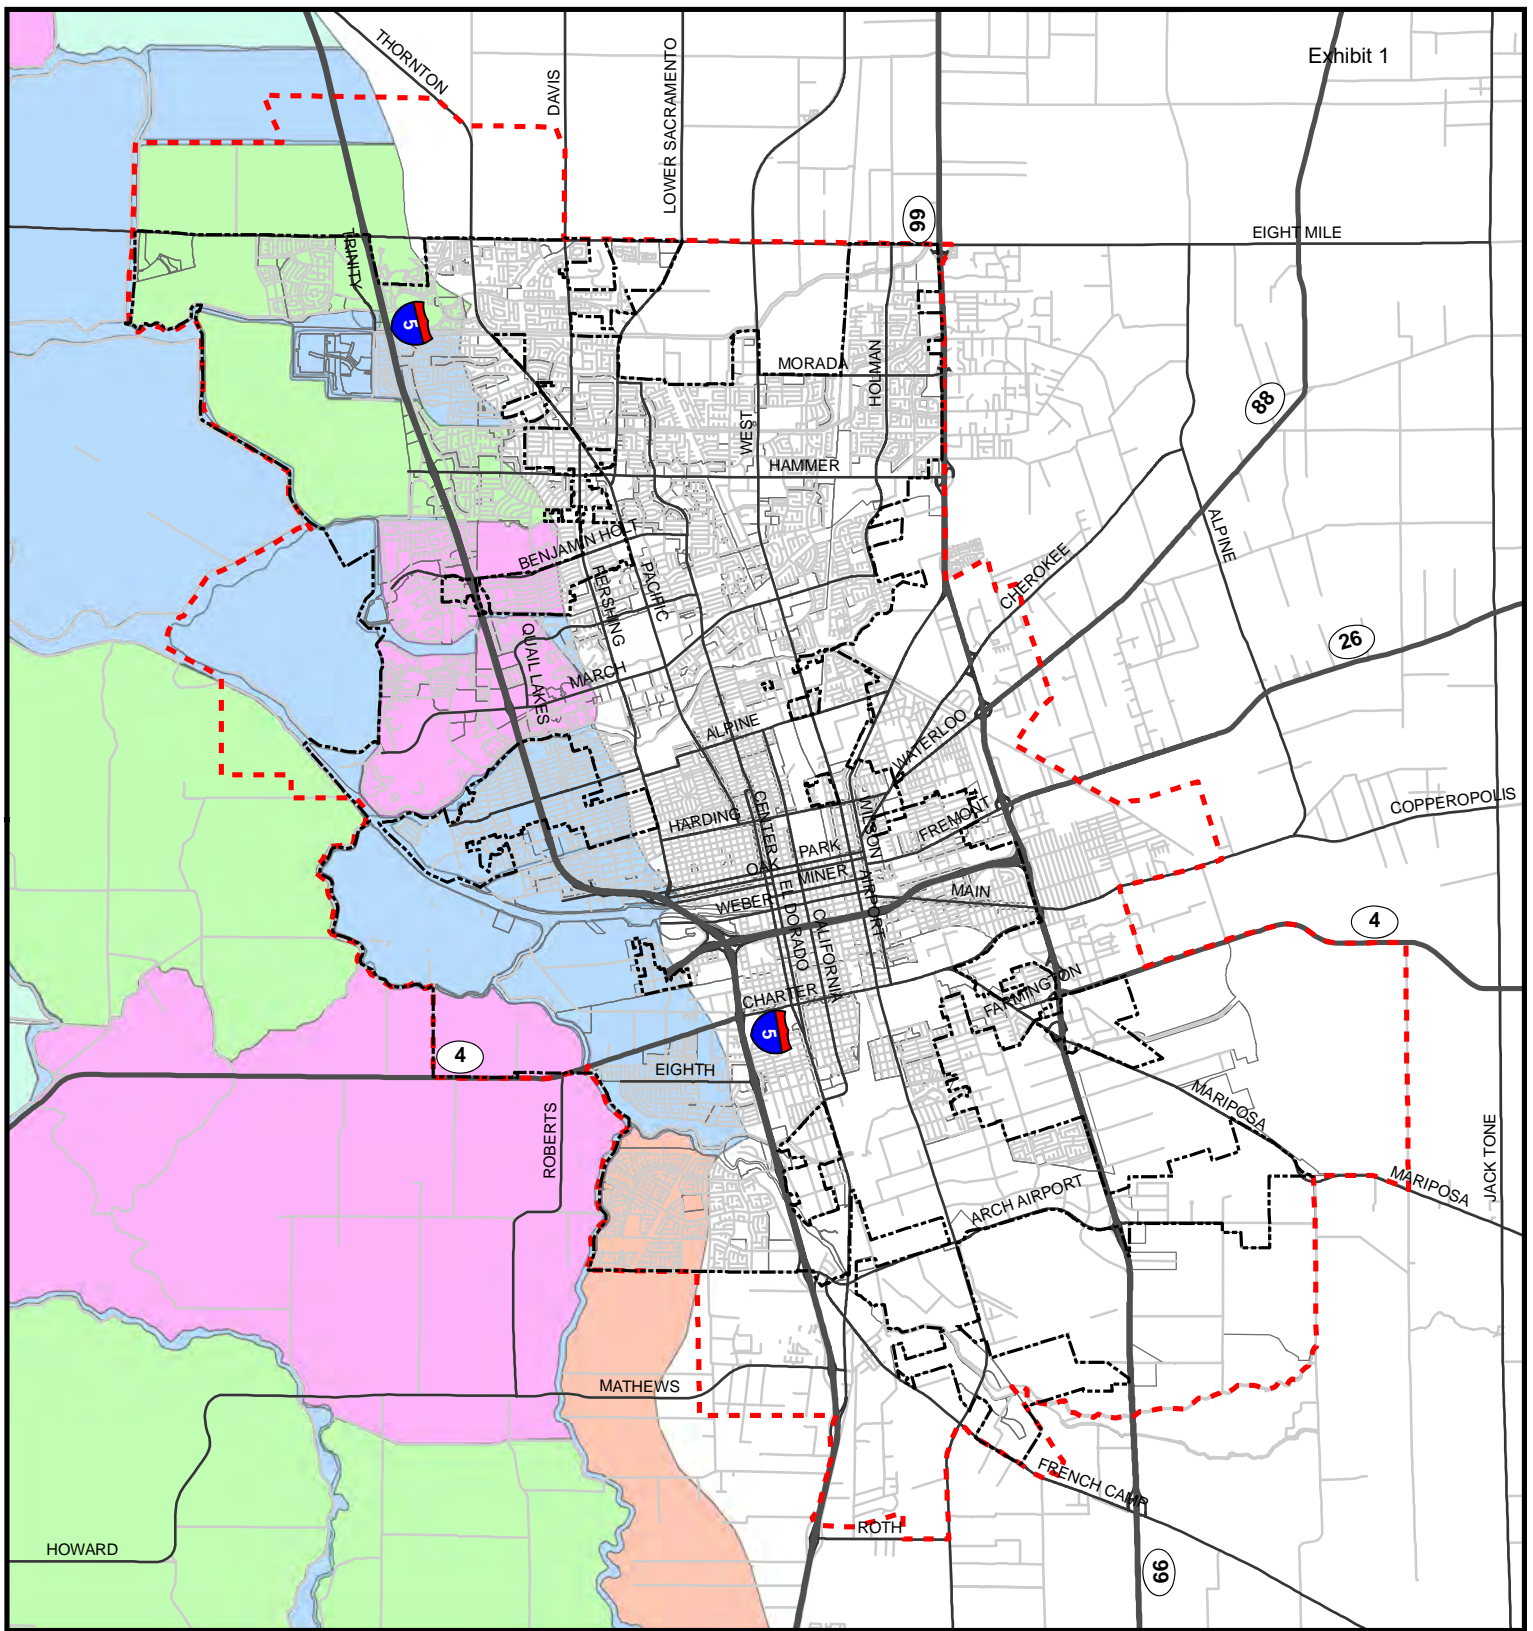 Exhibit 1
THORNTON
DAVIS
LOWER SACRAMENTO
99
EIGHT MILE
TRINITY
5
MORADA
HOLMAN
88
WEST
HAMMER
ALPINE
BENJAMIN HOLT
PERSHING
PACIFIC
CHEROKEE
26
QUAIL LAKES
MARCH
ALPINE
WATERLOO
CENTER
WILSON
HARDING
FREMONT
COPPEROPOLIS
PARK
OAK
MINER
WEBER
EL DORADO
AIRPORT
MAIN
CALIFORNIA
4
CHARTER
FARMINGTON
5
4
EIGHTH
ROBERTS
MARIPOSA
JACK TONE
MARIPOSA
ARCH AIRPORT
MATHEWS
FRENCH CAMP
ROTH
HOWARD
99